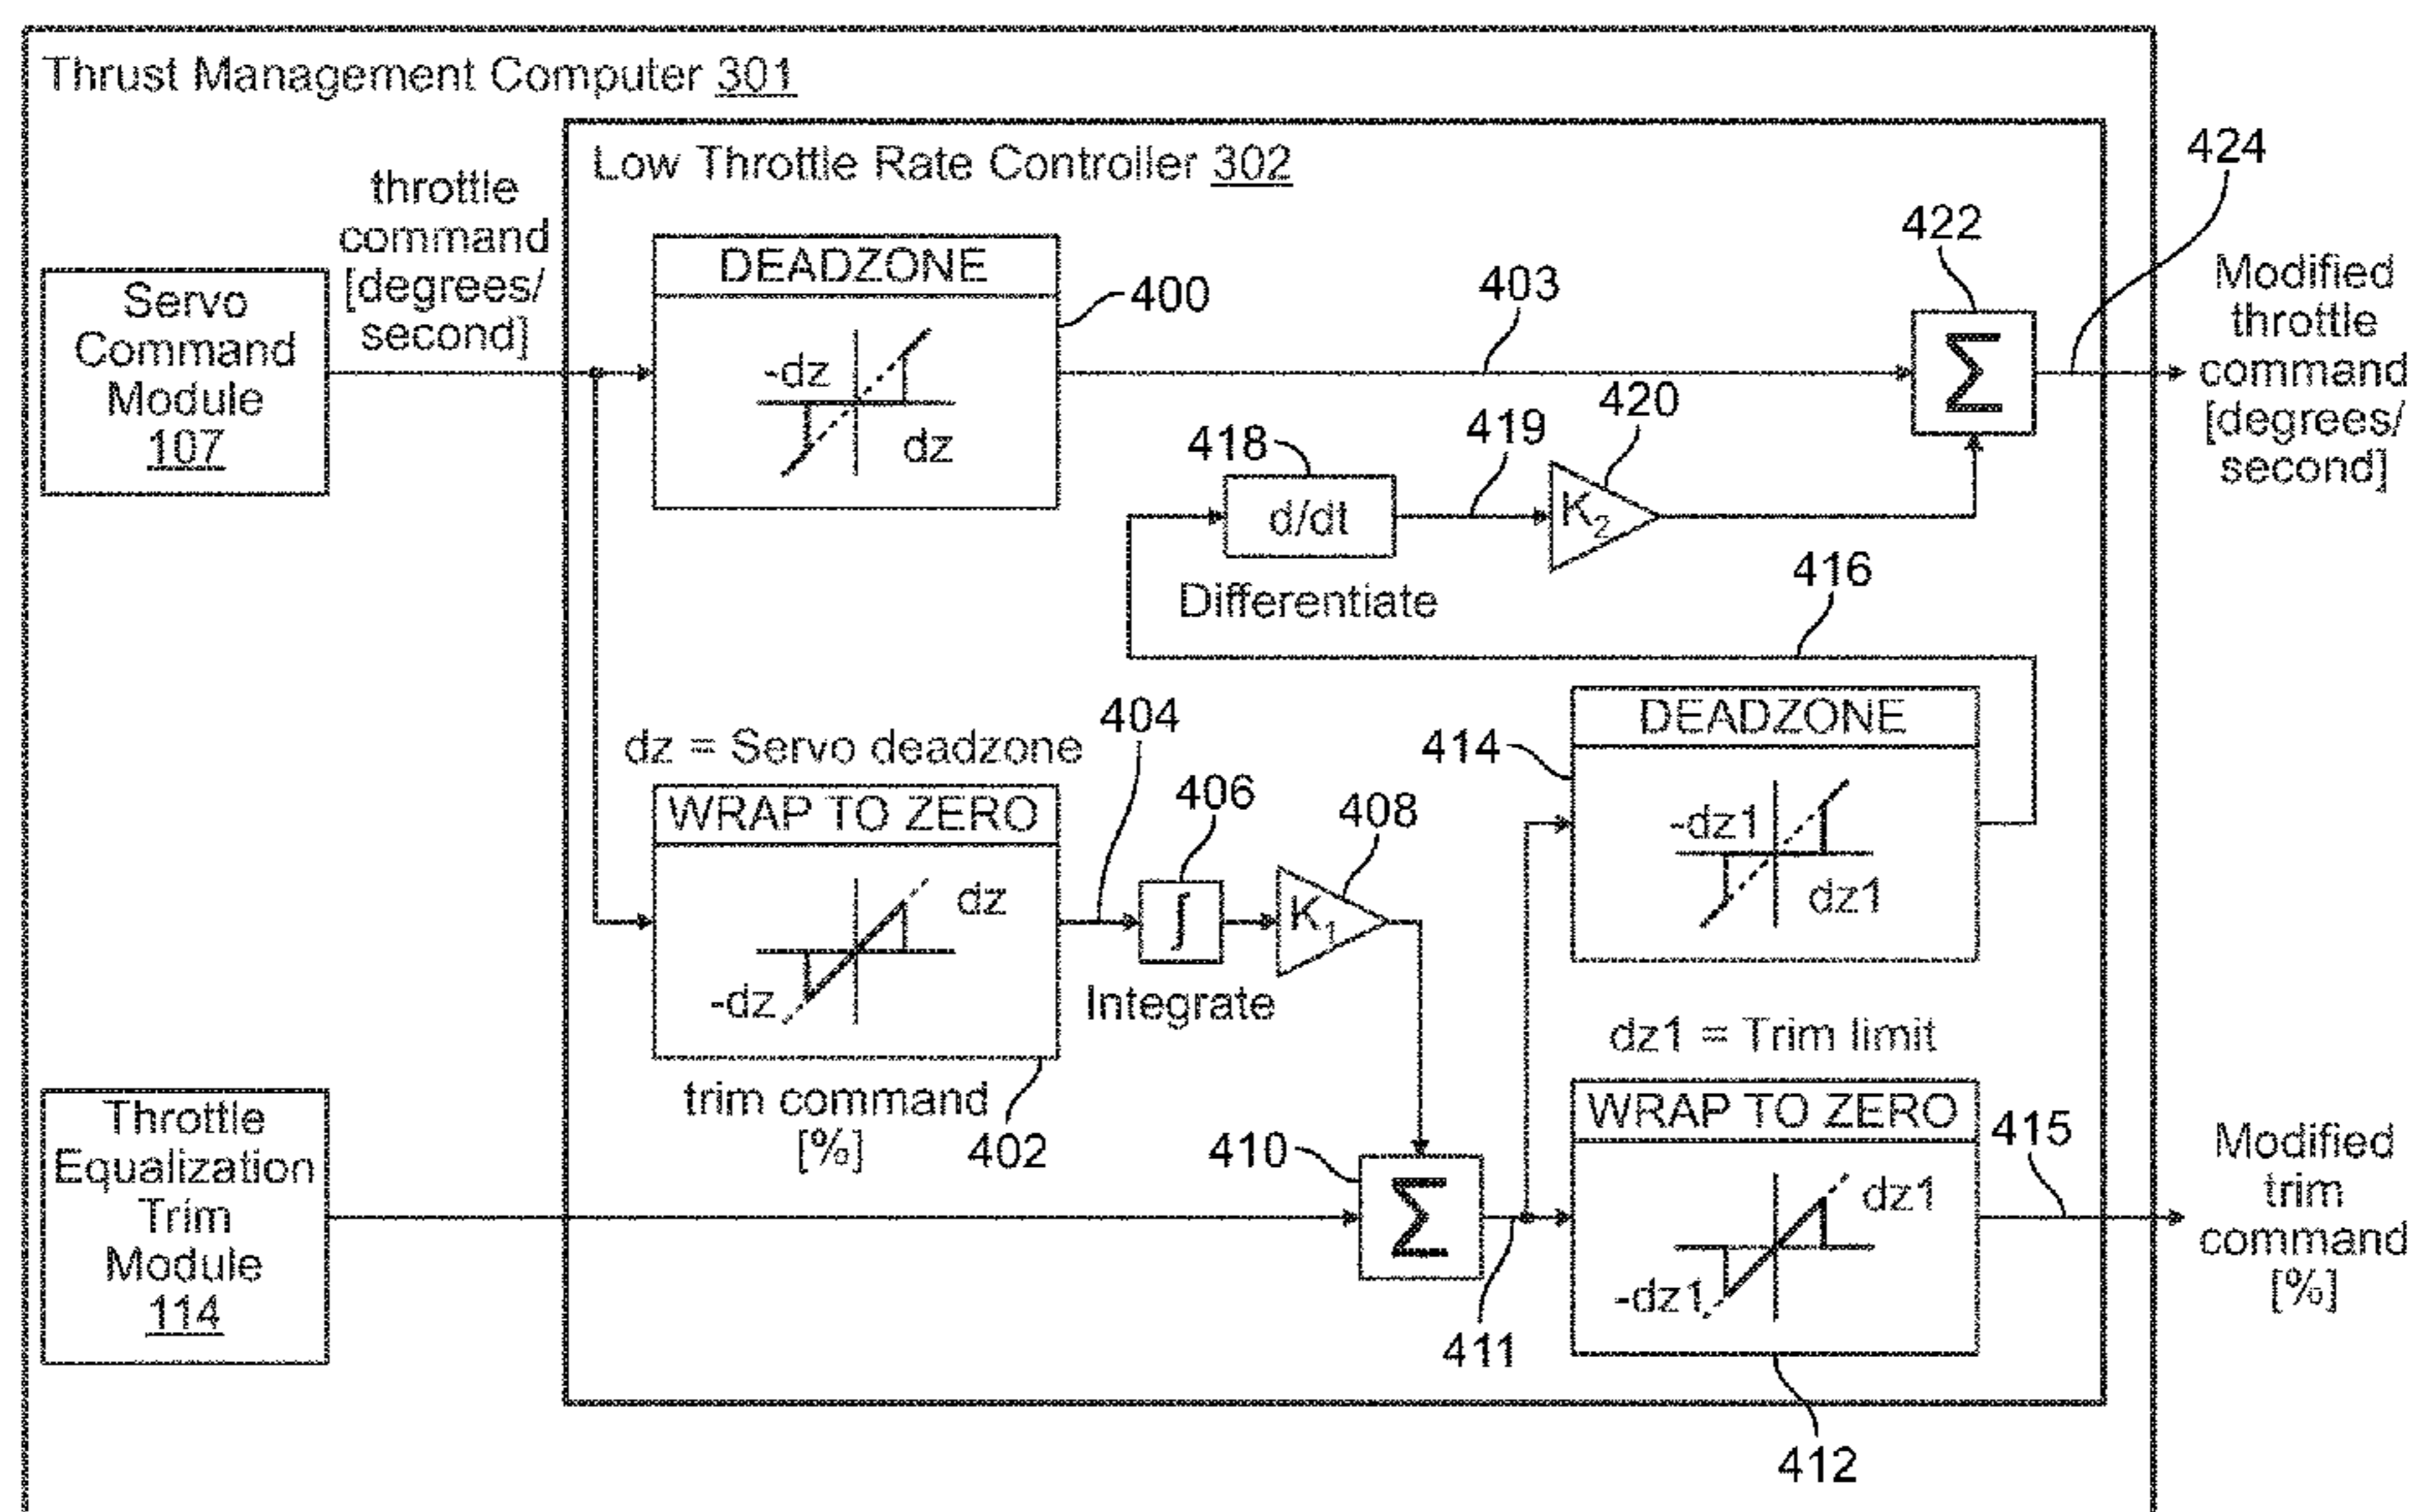 Thrust Management Computer 301
Low Throttle Rate Controller 302
424
throttle
command
[degrees/
second]
422
DEADZONE
400
403
Modified
throttle
command
[degrees/
second]
Servo
Command
Module
107
-dz
dz
Σ
418
419
420
d/dt
K2
Differentiate
416
dz = Servo deadzone
404
414
DEADZONE
WRAP TO ZERO
406
408
-dz1
dz1
dz
-dz
∫
K1
Integrate
dz1 = Trim limit
trim command
[%]
402
Throttle
Equalization
Trim
Module
114
410
Σ
411
WRAP TO ZERO
415
dz1
-dz1
Modified
trim
command
[%]
412